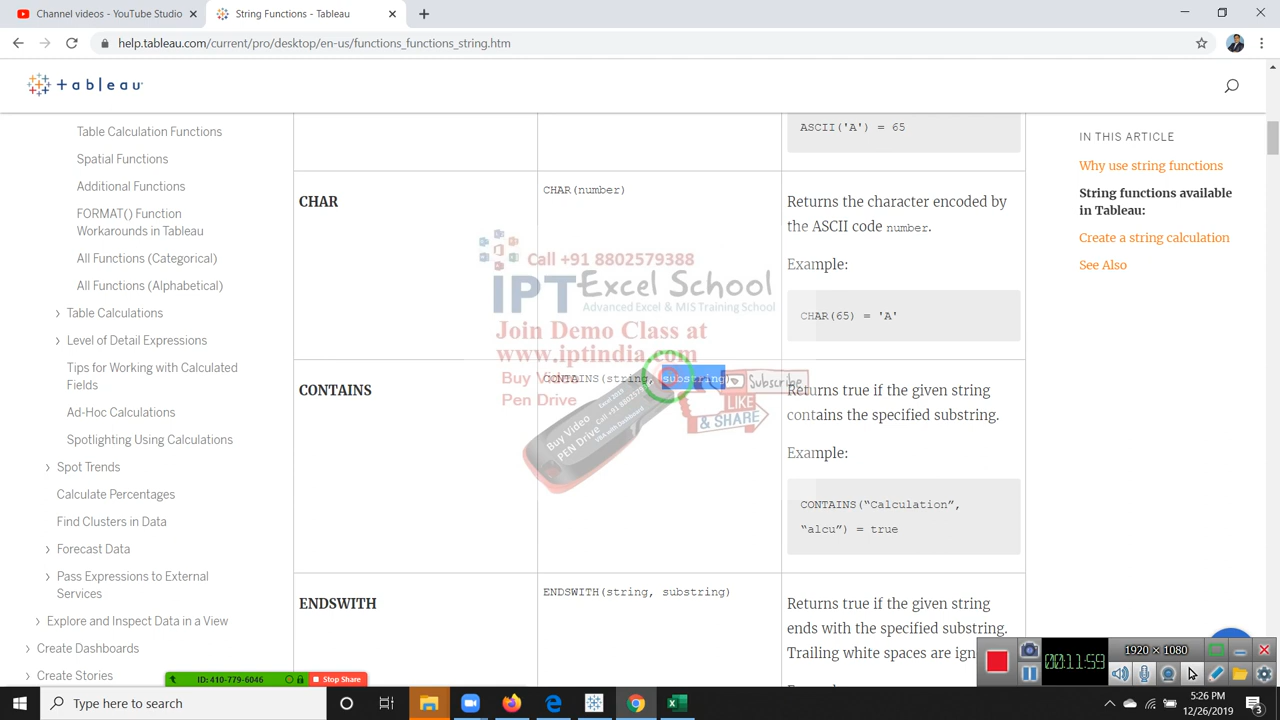 Channel videos - YouTube Studio
String Functions - Tableau
help.tableau.com/current/pro/desktop/en-us/functions_functions_string.htm
+ableau
Table Calculation Functions
Spatial Functions
Additional Functions
FORMAT() Function
Workarounds in Tableau
All Functions (Categorical)
All Functions (Alphabetical)
Table Calculations
Level of Detail Expressions
Tips for Working with Calculated
Fields
Ad-Hoc Calculations
Spotlighting Using Calculations
Spot Trends
Calculate Percentages
Find Clusters in Data
Forecast Data
Pass Expressions to External
Services
Explore and Inspect Data in a View
Create Dashboards
Create Stories
ASCII('A') = 65
CHAR
CHAR(number)
Returns the character encoded by
the ASCII code number.
Example:
CHAR(65) = 'A'
CONTAINS
CONTAINS(string, substring)
Returns true if the given string
contains the specified substring.
Example:
CONTAINS(“Calculation”,
“alcu”) = true
ENDSWITH
ENDSWITH(string, substring)
Returns true if the given string
ends with the specified substring.
Trailing white spaces are ign
IN THIS ARTICLE
Why use string functions
String functions available
in Tableau:
Create a string calculation
See Also
Call +91 8802579388
IPT Excel School
Advanced Excel & MIS Training School
Join Demo Class at
www.iptindia.com
Buy Video
Pen Drive
Buy Video
PEN Drive
Subscribe
LIKE
& SHARE
ID: 410-779-6046
Stop Share
00:11:59
1920 × 1080
Type here to search
5:26 PM
12/26/2019
3